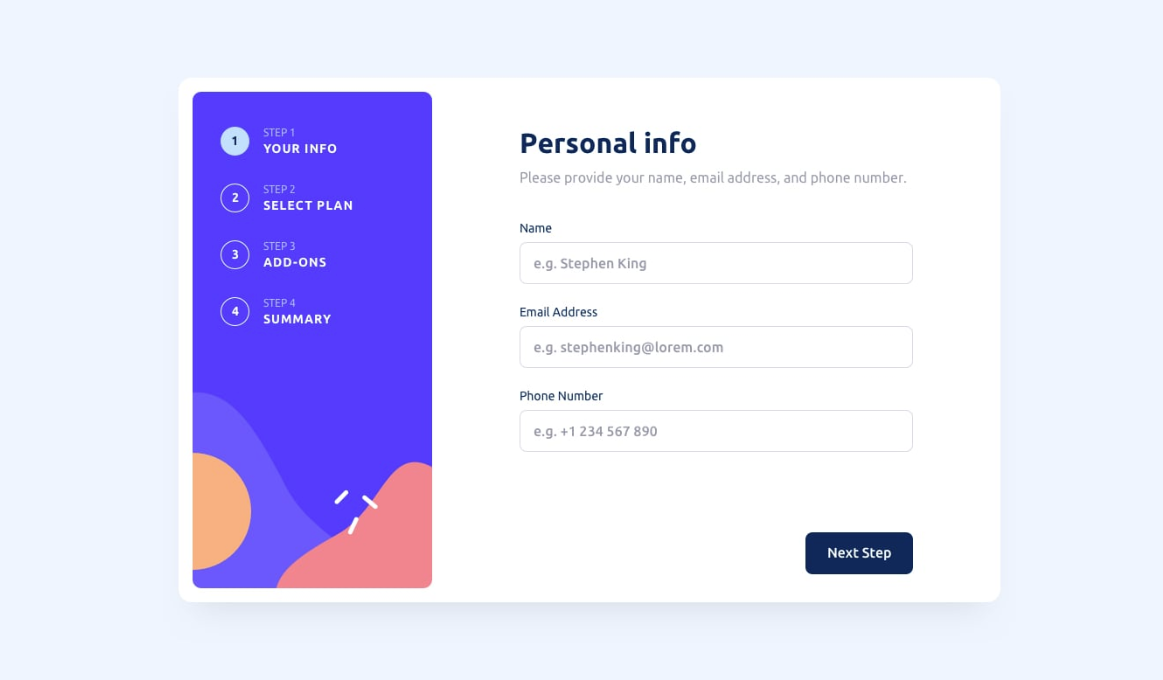 1
STEP 1
YOUR INFO
2
STEP 2
SELECT PLAN
3
STEP 3
ADD-ONS
4
STEP 4
SUMMARY
Personal info
Please provide your name, email address, and phone number.
Name
e.g. Stephen King
Email Address
e.g. stephenking@lorem.com
Phone Number
e.g. +1 234 567 890
Next Step